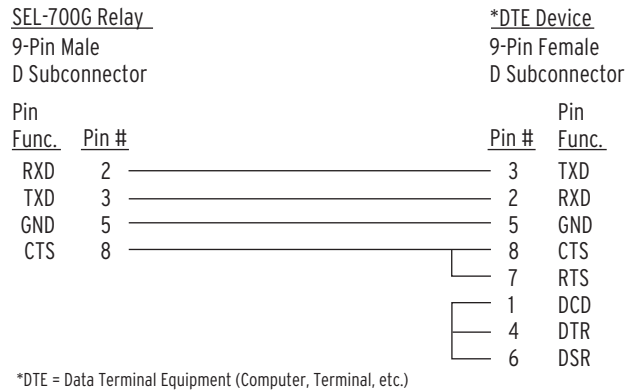 SEL-700G Relay *DTE Device
9-Pin Male 9-Pin Female
D Subconnector D Subconnector
Pin Pin
Func. Pin # Pin # Func.
RXD 2 3 TXD
TXD 3 2 RXD
GND 5 5 GND
CTS 8 8 CTS
7 RTS
1 DCD
4 DTR
6 DSR
*DTE = Data Terminal Equipment (Computer, Terminal, etc.)